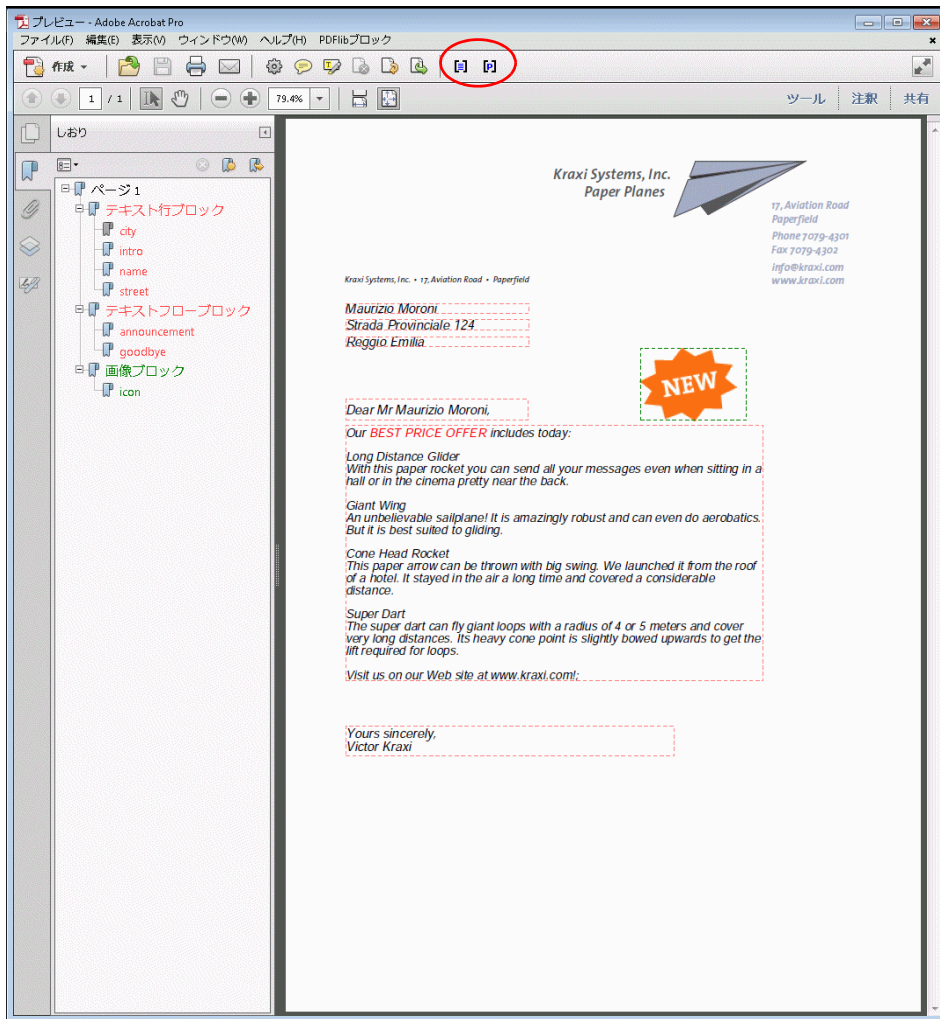 プレビュー - Adobe Acrobat Pro
ファイル(F) 編集(E) 表示(V) ウィンドウ(W) ヘルプ(H) PDFlibブロック
作成
1 / 1
79.4%
ツール 注釈 共有
しおり
ページ 1
テキスト行ブロック
city
intro
name
street
テキストフローブロック
announcement
goodbye
画像ブロック
icon
Kraxi Systems, Inc.
Paper Planes
17, Aviation Road
Paperfield
Phone 7079-4301
Fax 7079-4302
info@kraxi.com
www.kraxi.com
Kraxi Systems, Inc. • 17, Aviation Road • Paperfield
Maurizio Moroni
Strada Provinciale 124
Reggio Emilia
NEW
Dear Mr Maurizio Moroni,
Our BEST PRICE OFFER includes today:
Long Distance Glider
With this paper rocket you can send all your messages even when sitting in a
hall or in the cinema pretty near the back.
Giant Wing
An unbelievable sailplane! It is amazingly robust and can even do aerobatics.
But it is best suited to gliding.
Cone Head Rocket
This paper arrow can be thrown with big swing. We launched it from the roof
of a hotel. It stayed in the air a long time and covered a considerable
distance.
Super Dart
The super dart can fly giant loops with a radius of 4 or 5 meters and cover
very long distances. Its heavy cone point is slightly bowed upwards to get the
lift required for loops.
Visit us on our Web site at www.kraxi.com!;
Yours sincerely,
Victor Kraxi